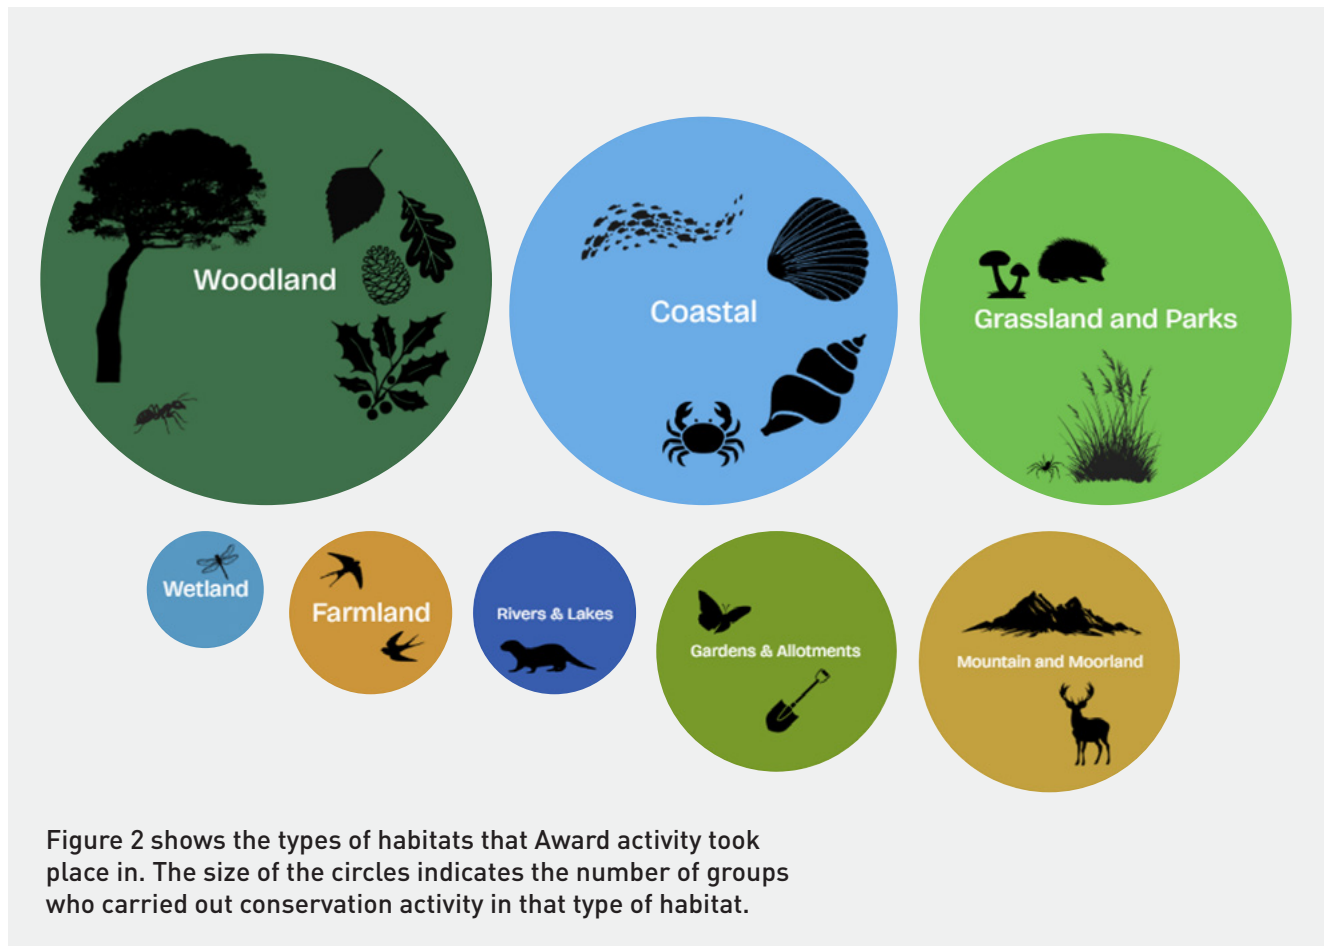 Woodland
Coastal
Grassland and Parks
Wetland
Farmland
Rivers & Lakes
Gardens & Allotments
Mountain and Moorland
Figure 2 shows the types of habitats that Award activity took
place in. The size of the circles indicates the number of groups
who carried out conservation activity in that type of habitat.